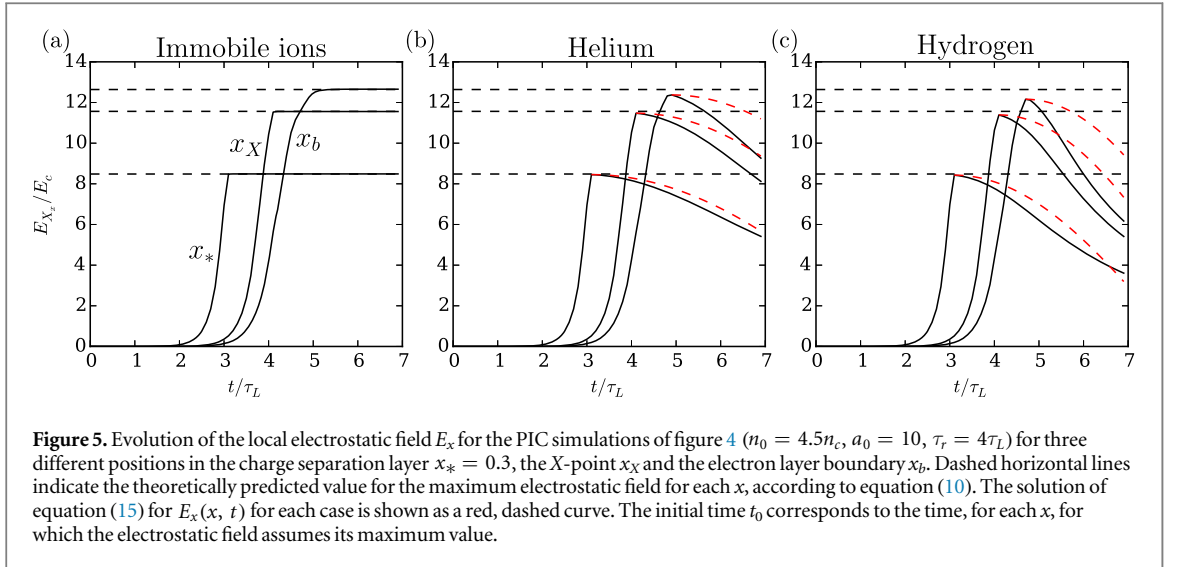 (a) Immobile ions (b) Helium (c) Hydrogen
14 14 14
12 12 12
10 10 10
8 8 8
6 6 6
4 4 4
2 2 2
0 0 0
E_{X_x}/E_c
x_X x_b
x_*
0 1 2 3 4 5 6 7 0 1 2 3 4 5 6 7 0 1 2 3 4 5 6 7
t/τ_L t/τ_L t/τ_L
Figure 5. Evolution of the local electrostatic field E_x for the PIC simulations of figure 4 (n_0 = 4.5n_c, a_0 = 10, τ_r = 4τ_L) for three
different positions in the charge separation layer x_* = 0.3, the X-point x_X and the electron layer boundary x_b. Dashed horizontal lines
indicate the theoretically predicted value for the maximum electrostatic field for each x, according to equation (10). The solution of
equation (15) for E_x(x, t) for each case is shown as a red, dashed curve. The initial time t_0 corresponds to the time, for each x, for
which the electrostatic field assumes its maximum value.